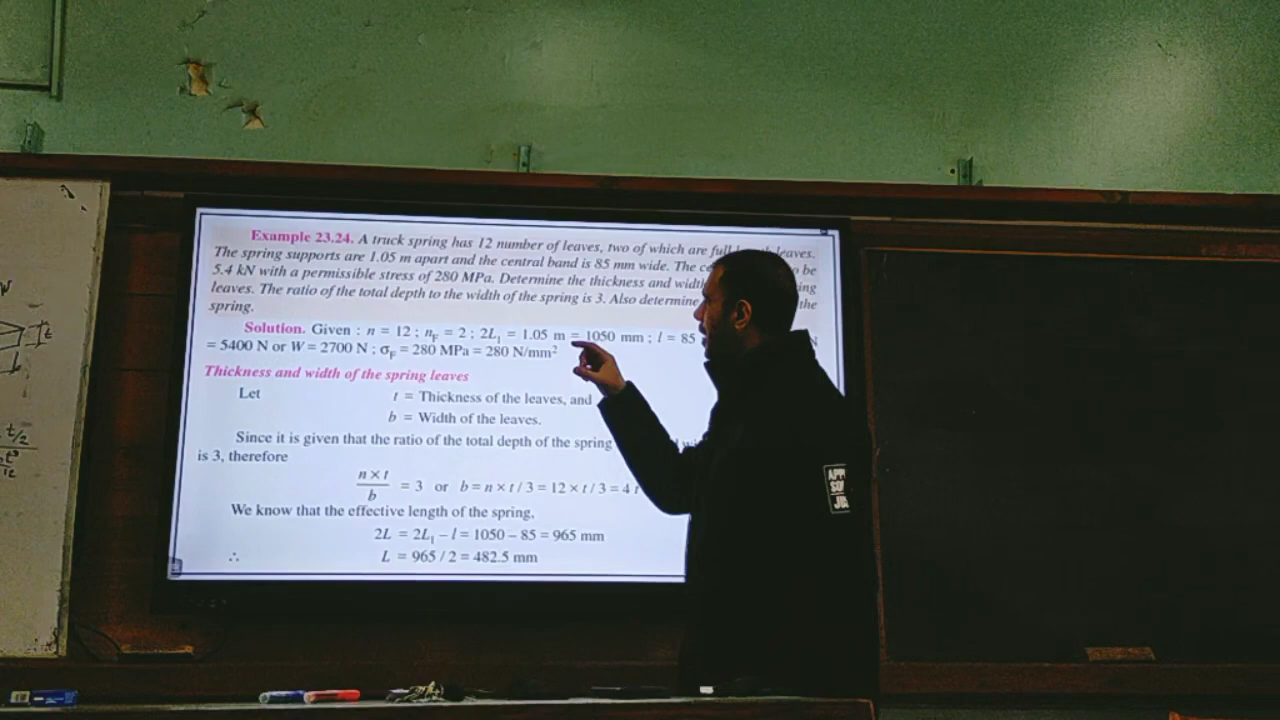 Example 23.24. A truck spring has 12 number of leaves, two of which are full leaves.
The spring supports are 1.05 m apart and the central band is 85 mm wide. The be
5.4 kN with a permissible stress of 280 MPa. Determine the thickness and
leaves. The ratio of the total depth to the width of the spring is 3. Also determine the
spring.
Solution. Given : n = 12 ; nF = 2 ; 2L1 = 1.05 m = 1050 mm ; l = 85 N
= 5400 N or W = 2700 N ; σF = 280 MPa = 280 N/mm²
Thickness and width of the spring leaves
Let t = Thickness of the leaves, and
b = Width of the leaves.
Since it is given that the ratio of the total depth of the spring
is 3, therefore
n × t / b = 3 or b = n × t / 3 = 12 × t / 3 = 4 t
We know that the effective length of the spring,
2L = 2L1 – l = 1050 – 85 = 965 mm
∴ L = 965 / 2 = 482.5 mm
W
t
b
t/2